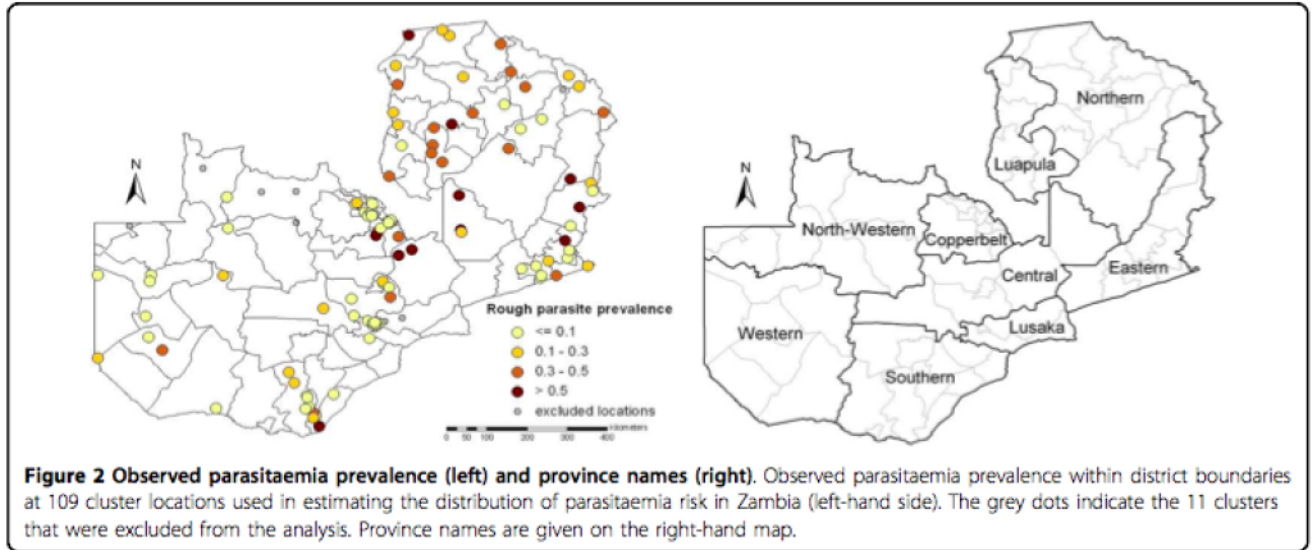 N
Rough parasite prevalence
<= 0.1
0.1 - 0.3
0.3 - 0.5
> 0.5
excluded locations
0 50 100 200 300 400
kilometers
N
Northern
Luapula
North-Western
Copperbelt
Central
Eastern
Western
Lusaka
Southern
Figure 2 Observed parasitaemia prevalence (left) and province names (right). Observed parasitaemia prevalence within district boundaries
at 109 cluster locations used in estimating the distribution of parasitaemia risk in Zambia (left-hand side). The grey dots indicate the 11 clusters
that were excluded from the analysis. Province names are given on the right-hand map.